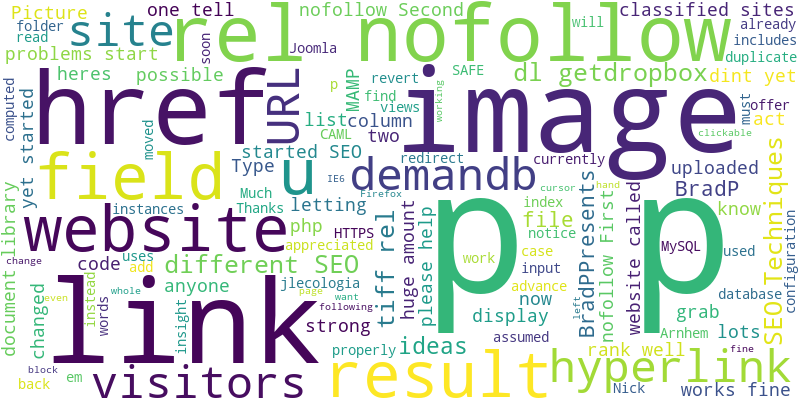 Picture
one tell
rel nofollow
nofollow Second
classified sites
folder
read
site
soon
Joomla
will
already
includes
problems start
duplicate
heres
possible
p
MAMP
revert
SAFE
dl getdropbox
dint yet
computed
href
URL
list
find
views
working
image
must
offer
act
column
CAML
two
clickable
yet started
moved
field
started SEO
redirect
currently
Type
u
IE6
demandb
uploaded
Firefox
cursor
hand
BradP
document library
instances
Much
Thanks
letting
website
HTTPS
php
appreciated
tiff rel
huge amount
please help
index
file
notice
p p
BradPPresents
nofollow First
website called
know
SEO Techniques
configuration
MySQL
used
change
code
uses
add
different SEO
jlecologia
work
case
database
changed
instead
words
link
insight
anyone
whole
page
want
following
now
input
advance
left
grab
strong
display
assumed
Arnhem
lots
even
properly
ideas
rank well
fine
block
back
em
visitors
result
hyperlink
Nick
works fine